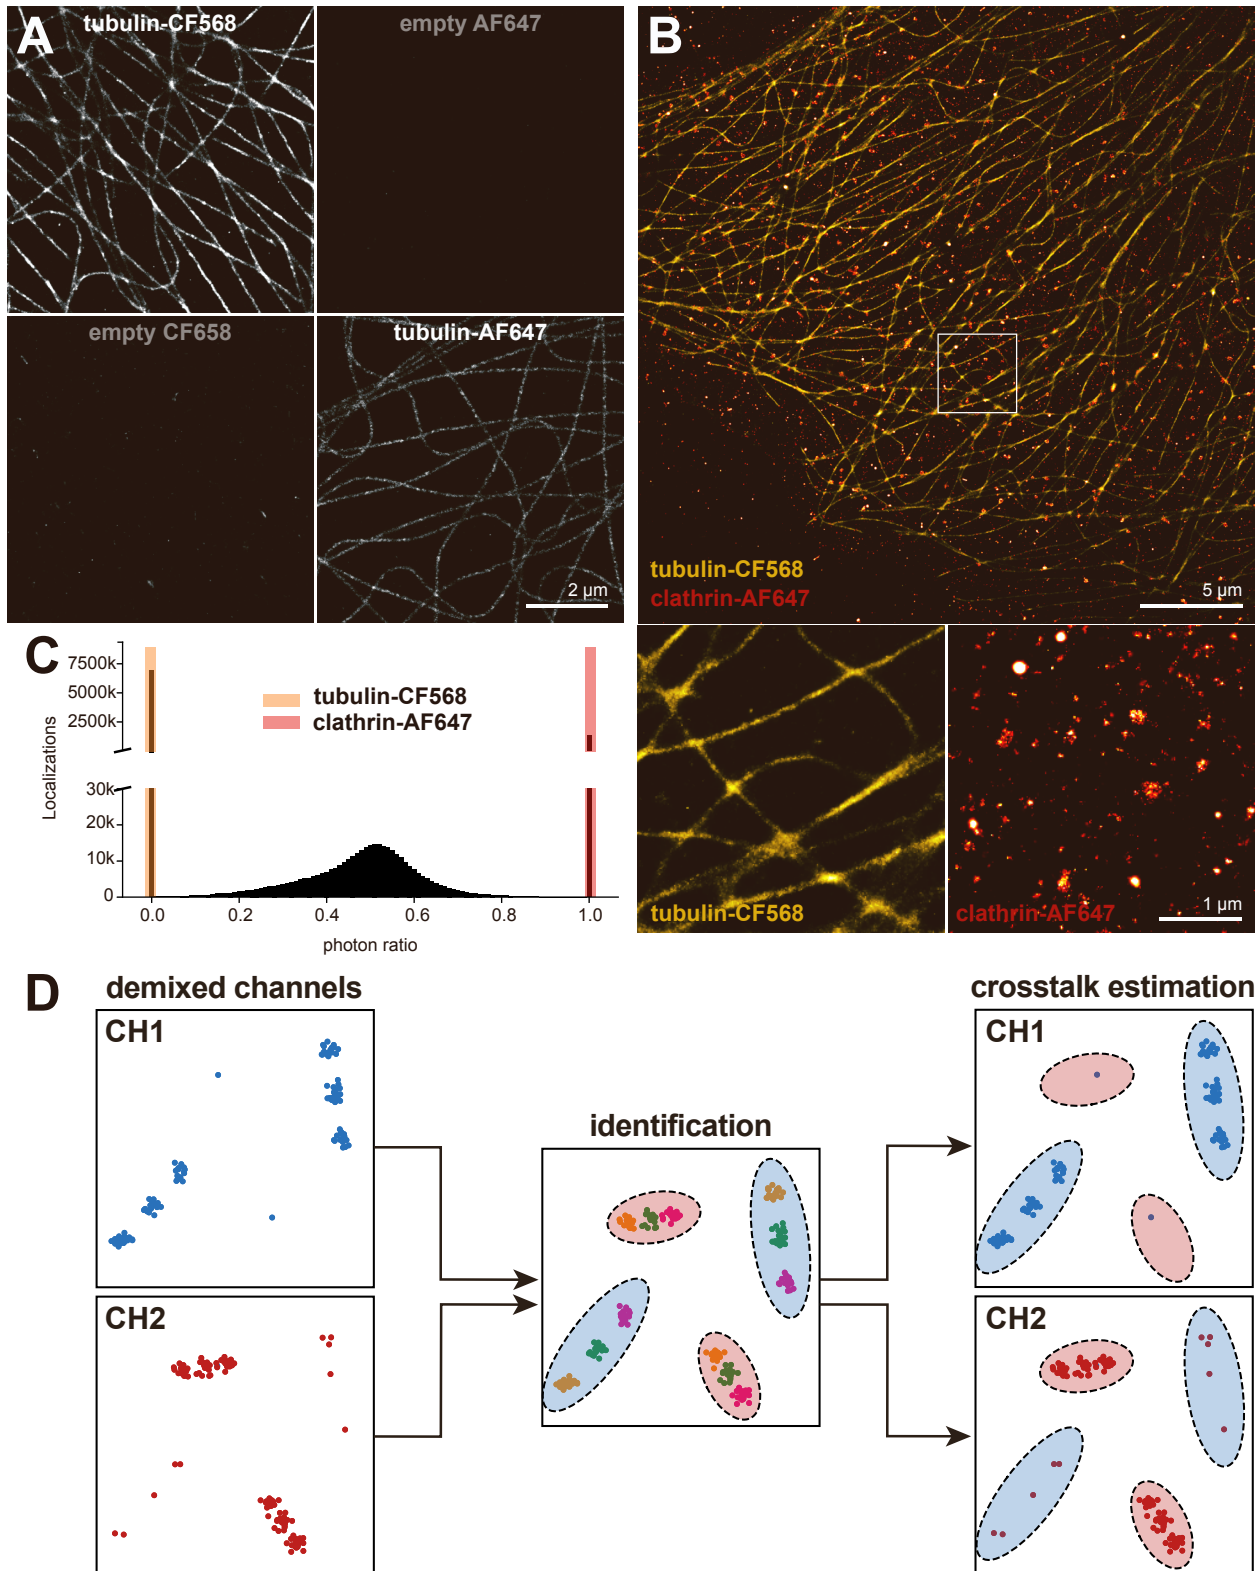 A
tubulin-CF568
empty AF647
empty CF658
tubulin-AF647
2 µm
B
tubulin-CF568
clathrin-AF647
5 µm
tubulin-CF568
clathrin-AF647
1 µm
C
7500k
5000k
2500k
30k
20k
10k
0
Localizations
tubulin-CF568
clathrin-AF647
0.0 0.2 0.4 0.6 0.8 1.0
photon ratio
D
demixed channels
CH1
CH2
identification
crosstalk estimation
CH1
CH2